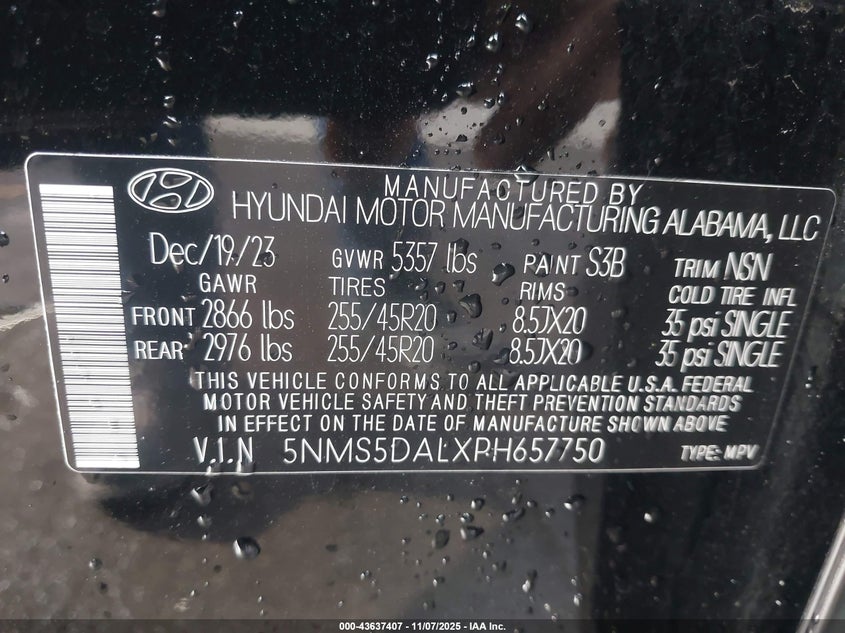 MANUFACTURED BY
HYUNDAI MOTOR MANUFACTURING ALABAMA, LLC
Dec/19/23 GVWR 5357 lbs PAINT S3B TRIM NSN
GAWR TIRES RIMS COLD TIRE INFL
FRONT 2866 lbs 255/45R20 8.5JX20 35 psi SINGLE
REAR 2976 lbs 255/45R20 8.5JX20 35 psi SINGLE
THIS VEHICLE CONFORMS TO ALL APPLICABLE U.S.A. FEDERAL
MOTOR VEHICLE SAFETY AND THEFT PREVENTION STANDARDS
IN EFFECT ON THE DATE OF MANUFACTURE SHOWN ABOVE
V.I.N 5NMS5DALXPH657750 TYPE: MPV
000-43637407 - 11/07/2025 - IAA Inc.